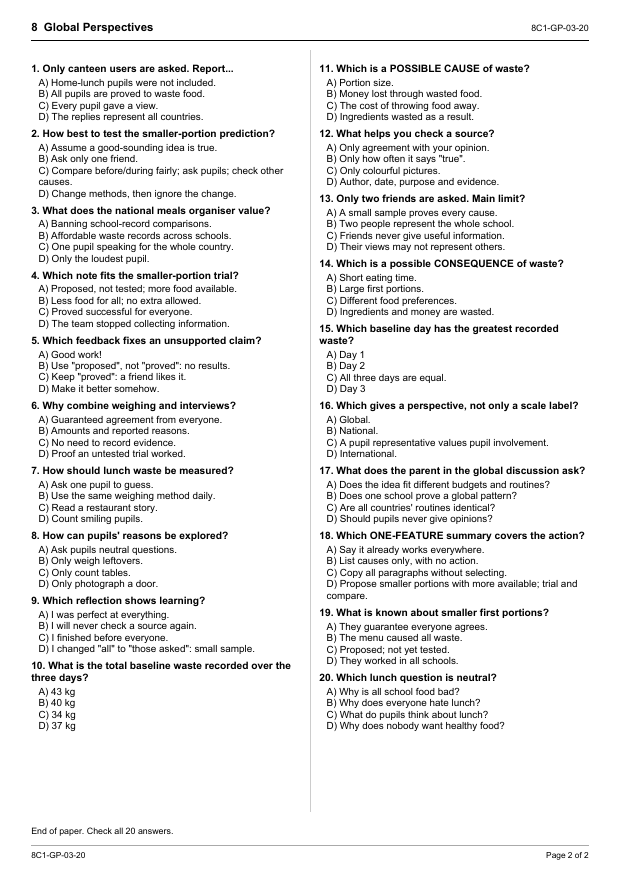 8 Global Perspectives
8C1-GP-03-20
1. Only canteen users are asked. Report...
A) Home-lunch pupils were not included.
B) All pupils are proved to waste food.
C) Every pupil gave a view.
D) The replies represent all countries.
2. How best to test the smaller-portion prediction?
A) Assume a good-sounding idea is true.
B) Ask only one friend.
C) Compare before/during fairly; ask pupils; check other
causes.
D) Change methods, then ignore the change.
3. What does the national meals organiser value?
A) Banning school-record comparisons.
B) Affordable waste records across schools.
C) One pupil speaking for the whole country.
D) Only the loudest pupil.
4. Which note fits the smaller-portion trial?
A) Proposed, not tested; more food available.
B) Less food for all; no extra allowed.
C) Proved successful for everyone.
D) The team stopped collecting information.
5. Which feedback fixes an unsupported claim?
A) Good work!
B) Use "proposed", not "proved": no results.
C) Keep "proved": a friend likes it.
D) Make it better somehow.
6. Why combine weighing and interviews?
A) Guaranteed agreement from everyone.
B) Amounts and reported reasons.
C) No need to record evidence.
D) Proof an untested trial worked.
7. How should lunch waste be measured?
A) Ask one pupil to guess.
B) Use the same weighing method daily.
C) Read a restaurant story.
D) Count smiling pupils.
8. How can pupils' reasons be explored?
A) Ask pupils neutral questions.
B) Only weigh leftovers.
C) Only count tables.
D) Only photograph a door.
9. Which reflection shows learning?
A) I was perfect at everything.
B) I will never check a source again.
C) I finished before everyone.
D) I changed "all" to "those asked": small sample.
10. What is the total baseline waste recorded over the
three days?
A) 43 kg
B) 40 kg
C) 34 kg
D) 37 kg
11. Which is a POSSIBLE CAUSE of waste?
A) Portion size.
B) Money lost through wasted food.
C) The cost of throwing food away.
D) Ingredients wasted as a result.
12. What helps you check a source?
A) Only agreement with your opinion.
B) Only how often it says "true".
C) Only colourful pictures.
D) Author, date, purpose and evidence.
13. Only two friends are asked. Main limit?
A) A small sample proves every cause.
B) Two people represent the whole school.
C) Friends never give useful information.
D) Their views may not represent others.
14. Which is a possible CONSEQUENCE of waste?
A) Short eating time.
B) Large first portions.
C) Different food preferences.
D) Ingredients and money are wasted.
15. Which baseline day has the greatest recorded
waste?
A) Day 1
B) Day 2
C) All three days are equal.
D) Day 3
16. Which gives a perspective, not only a scale label?
A) Global.
B) National.
C) A pupil representative values pupil involvement.
D) International.
17. What does the parent in the global discussion ask?
A) Does the idea fit different budgets and routines?
B) Does one school prove a global pattern?
C) Are all countries' routines identical?
D) Should pupils never give opinions?
18. Which ONE-FEATURE summary covers the action?
A) Say it already works everywhere.
B) List causes only, with no action.
C) Copy all paragraphs without selecting.
D) Propose smaller portions with more available; trial and
compare.
19. What is known about smaller first portions?
A) They guarantee everyone agrees.
B) The menu caused all waste.
C) Proposed; not yet tested.
D) They worked in all schools.
20. Which lunch question is neutral?
A) Why is all school food bad?
B) Why does everyone hate lunch?
C) What do pupils think about lunch?
D) Why does nobody want healthy food?
End of paper. Check all 20 answers.
8C1-GP-03-20
Page 2 of 2